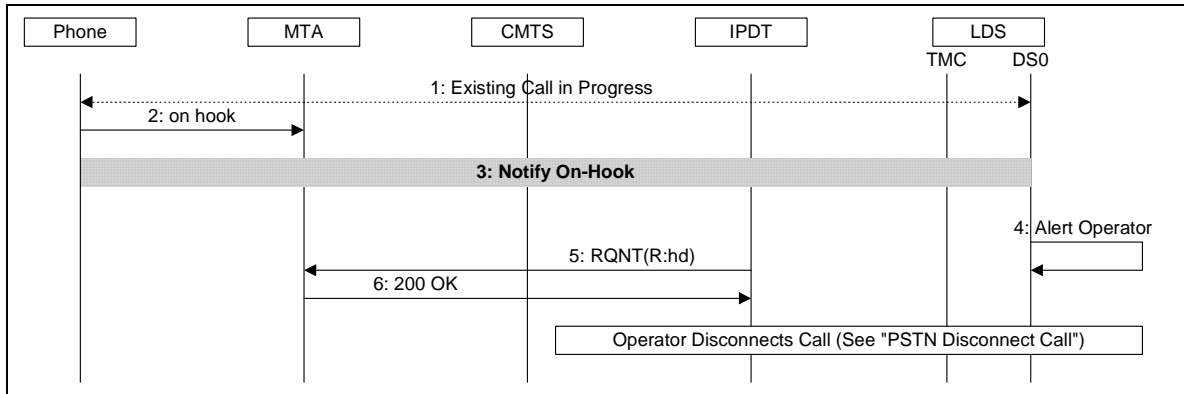 Phone
MTA
CMTS
IPDT
LDS
TMC
DS0
1: Existing Call in Progress
2: on hook
3: Notify On-Hook
4: Alert Operator
5: RQNT(R:hd)
6: 200 OK
Operator Disconnects Call (See "PSTN Disconnect Call")